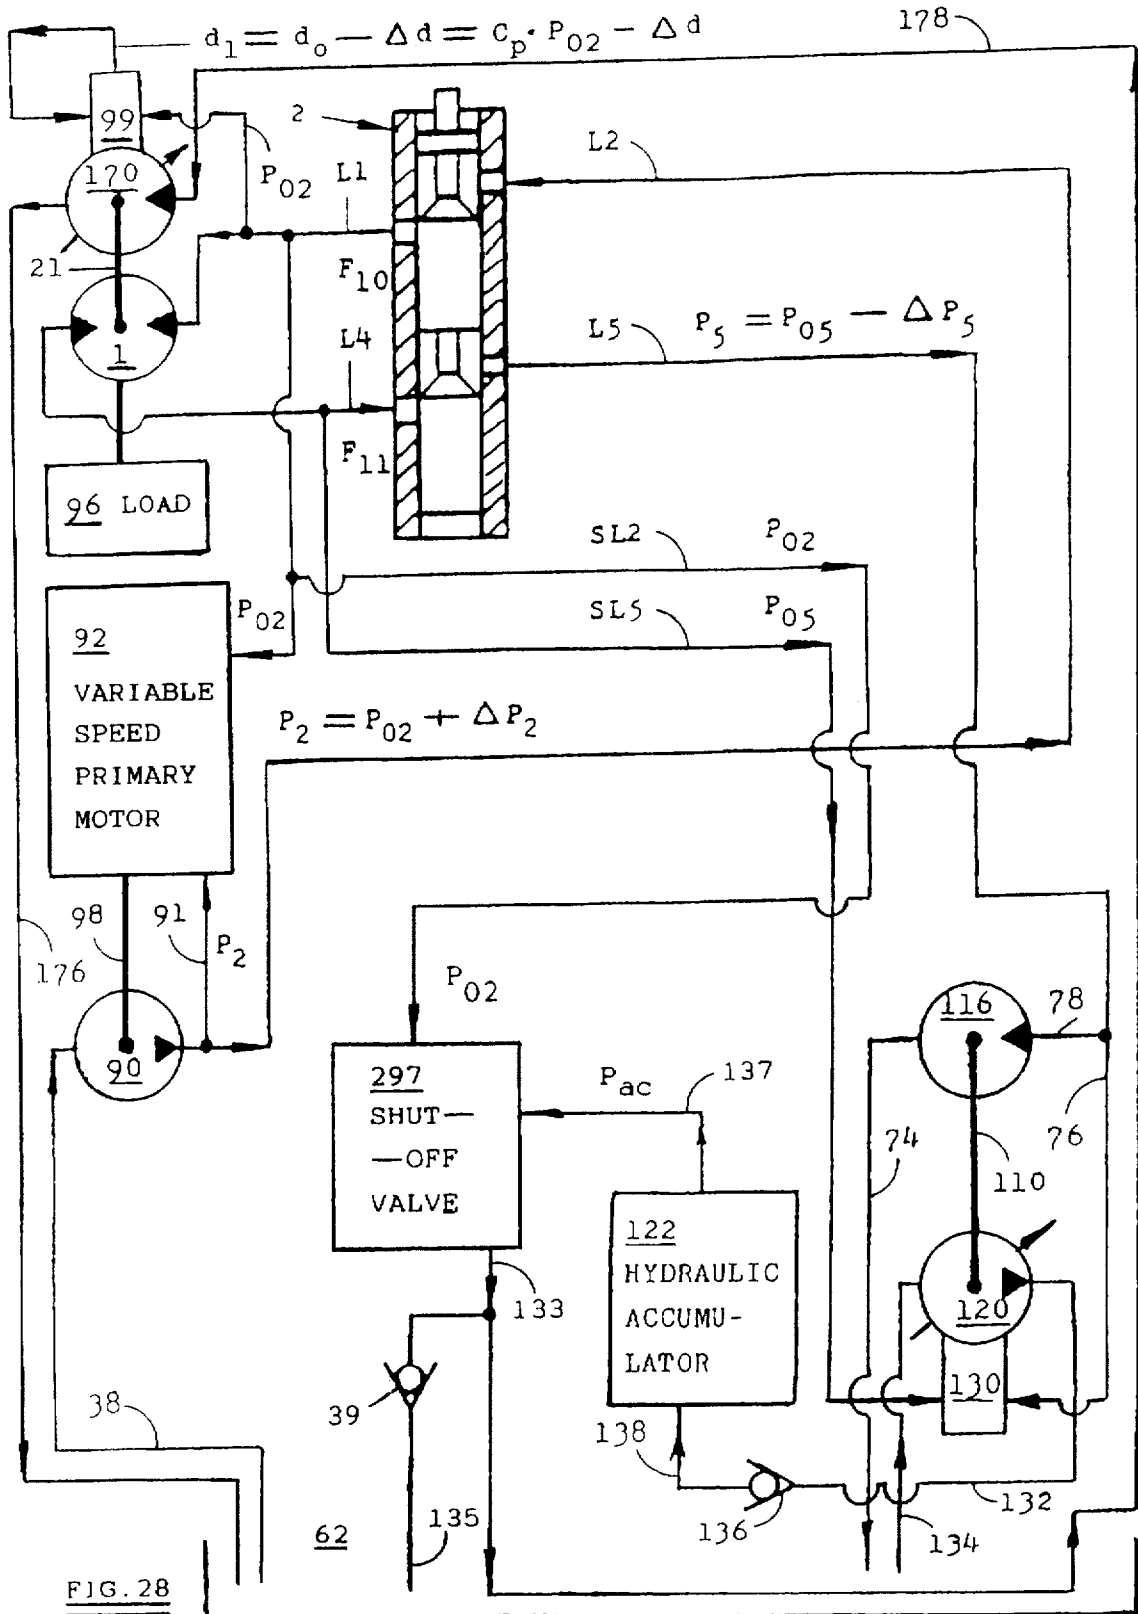 d₁ = d₀ − Δd = Cₚ · P₀₂ − Δd
178
99
2
170
P₀₂
L1
L2
21
F₁₀
1
L4
L5
P₅ = P₀₅ − ΔP₅
F₁₁
96 LOAD
SL2
P₀₂
P₀₂
SL5
P₀₅
92
VARIABLE
SPEED
PRIMARY
MOTOR
P₂ = P₀₂ + ΔP₂
98
91
P₂
176
P₀₂
116
78
90
297
SHUT—
—OFF
VALVE
Pac
137
74
76
110
122
HYDRAULIC
ACCUMU-
LATOR
133
120
39
130
38
138
135
136
132
134
62
FIG. 28